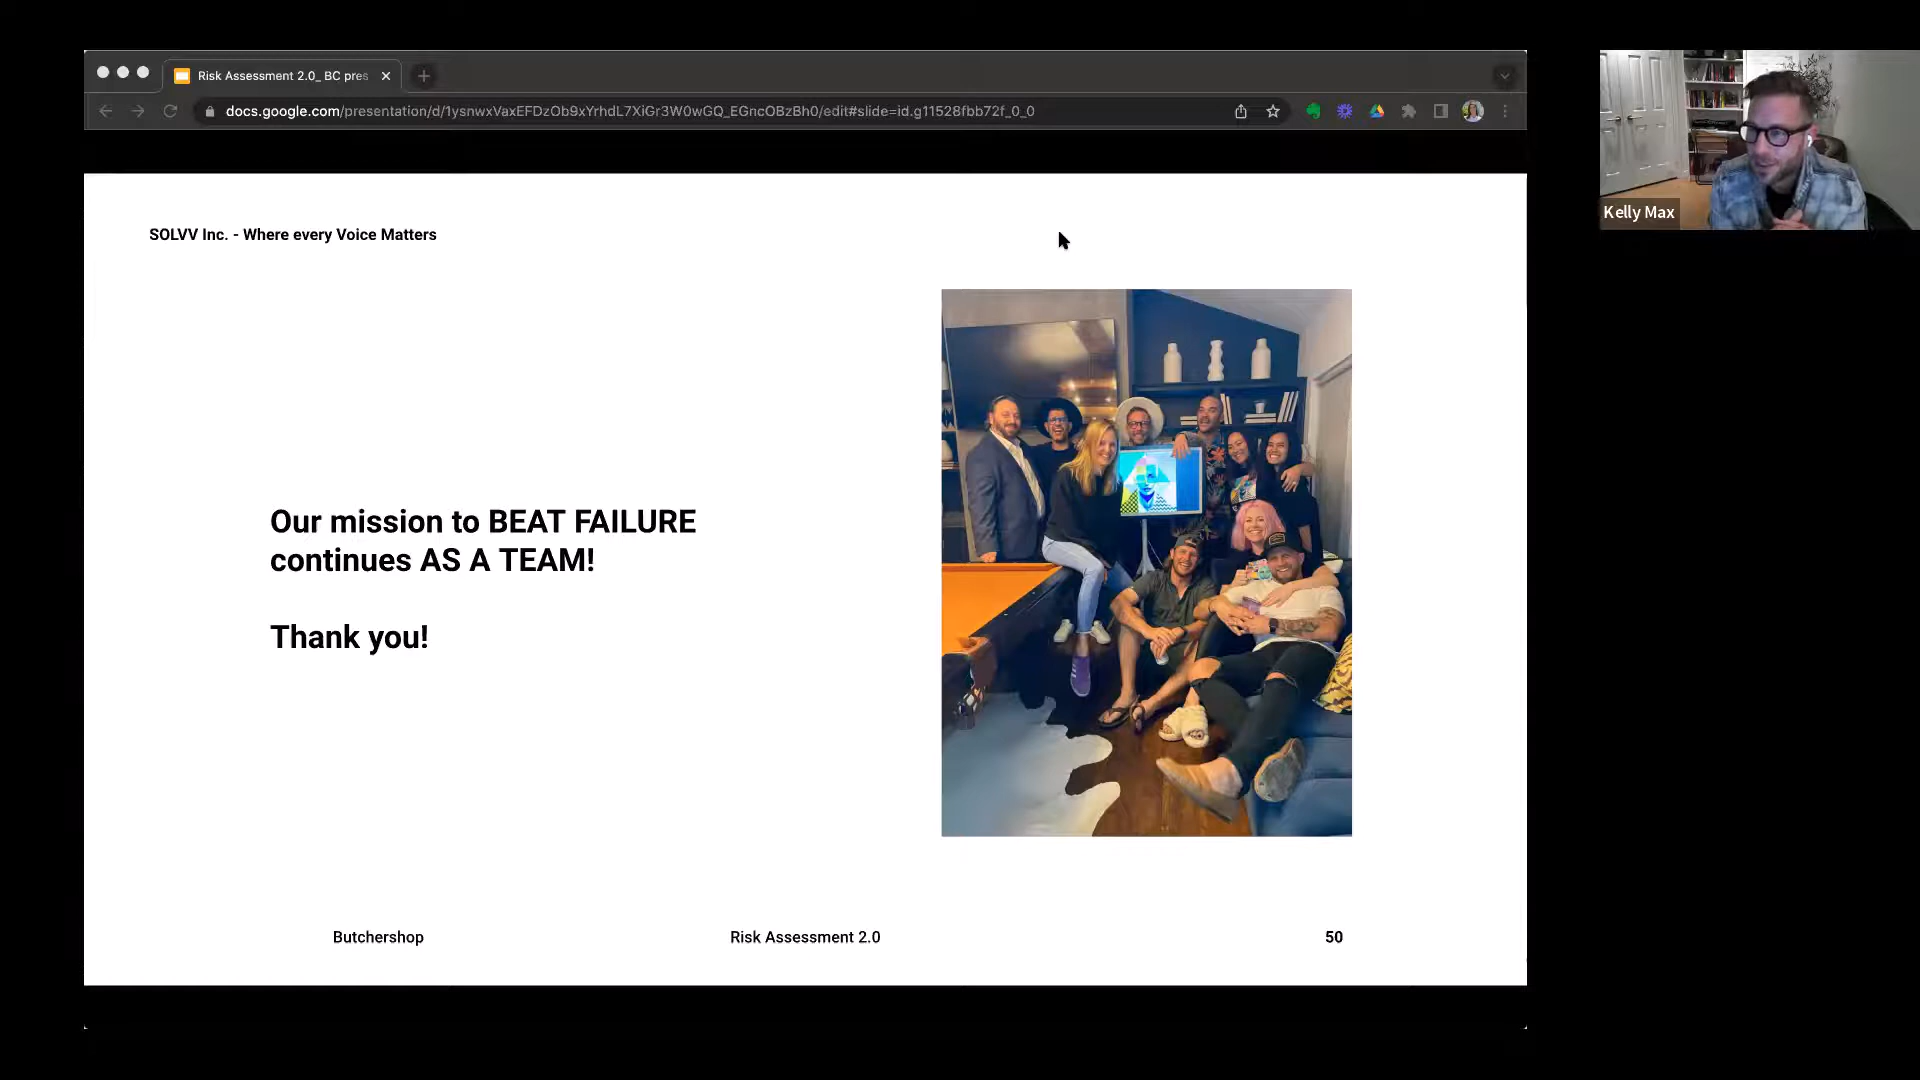 Risk Assessment 2.0_ BC pres
docs.google.com/presentation/d/1ysnwxVaxEFDzOb9xYrhdL7XiGr3W0wGQ_EGncOBzBh0/edit#slide=id.g11528fbb72f_0_0
Kelly Max
SOLVV Inc. - Where every Voice Matters
Our mission to BEAT FAILURE
continues AS A TEAM!
Thank you!
Butchershop
Risk Assessment 2.0
50